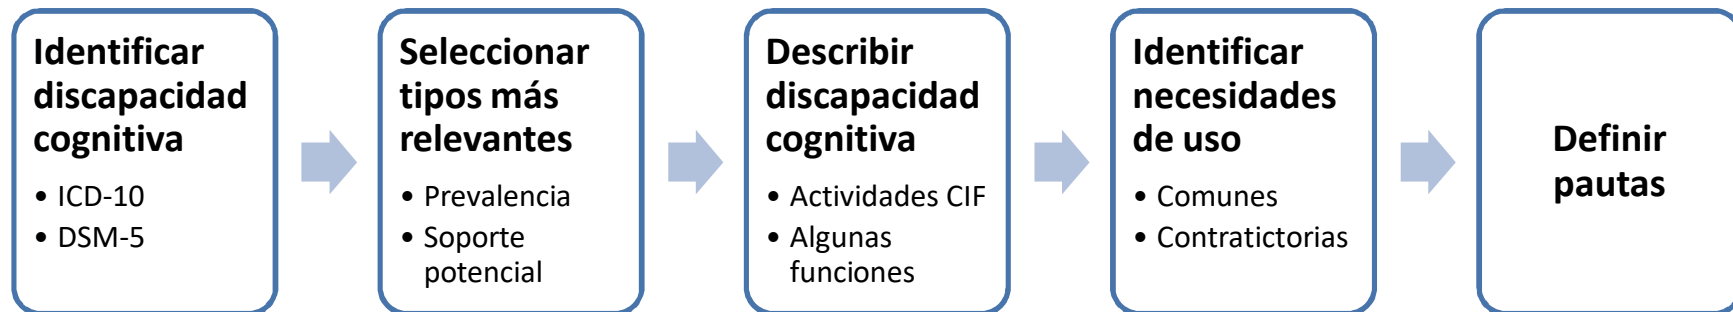 Identificar
discapacidad
cognitiva
• ICD-10
• DSM-5
Seleccionar
tipos más
relevantes
• Prevalencia
• Soporte
potencial
Describir
discapacidad
cognitiva
• Actividades CIF
• Algunas
funciones
Identificar
necesidades
de uso
• Comunes
• Contratictorias
Definir
pautas